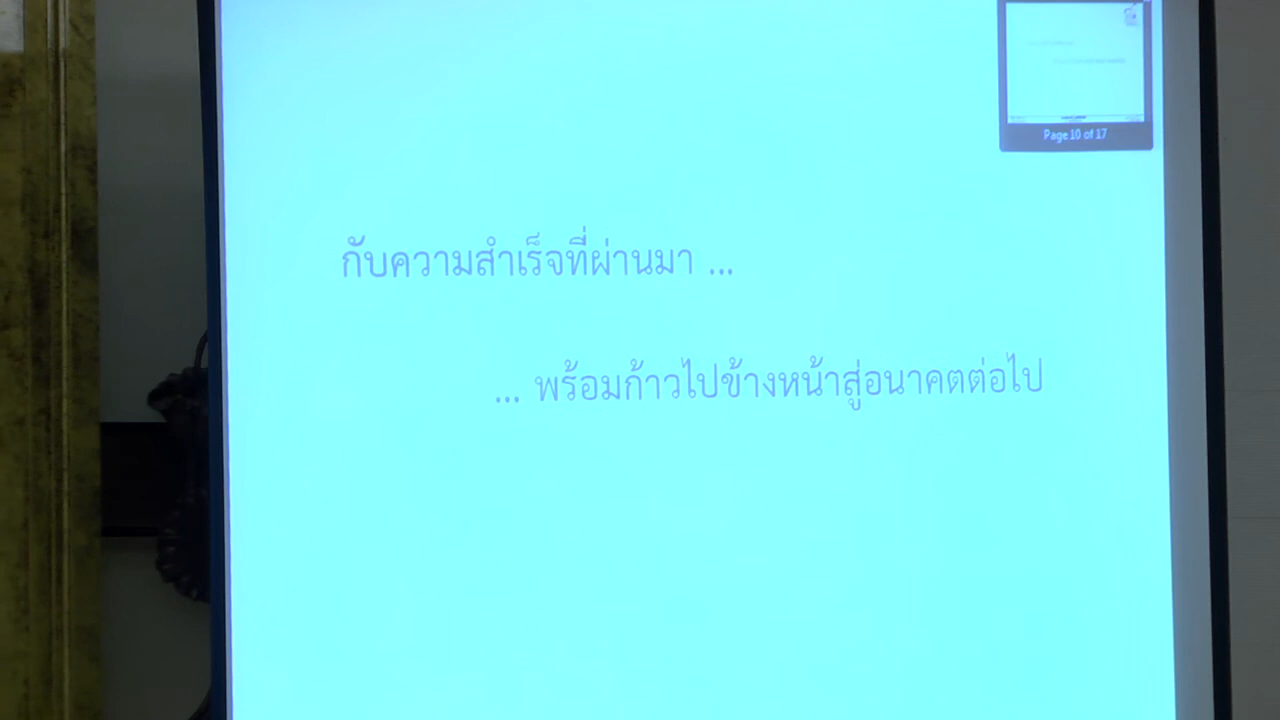 Page 10 of 17
กับความสำเร็จที่ผ่านมา ...
... พร้อมก้าวไปข้างหน้าสู่อนาคตต่อไป